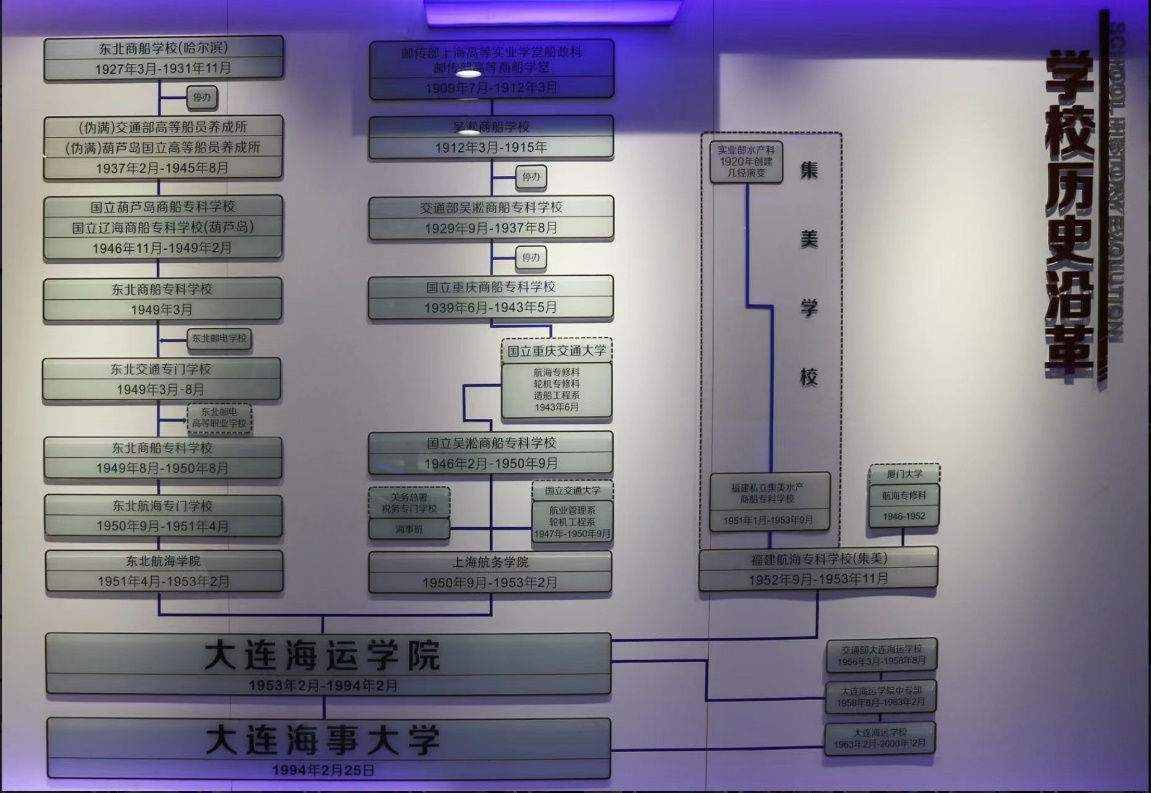 学校历史沿革
SCHOOL HISTORY EVOLUTION
东北商船学校(哈尔滨)
1927年3月-1931年11月
停办
(伪满)交通部高等船员养成所
(伪满)葫芦岛国立高等船员养成所
1937年2月-1945年8月
国立葫芦岛商船专科学校
国立辽海商船专科学校(葫芦岛)
1946年11月-1949年2月
东北商船专科学校
1949年3月
东北邮电学校
东北交通专门学校
1949年3月-8月
东北邮电
高等职业学校
东北商船专科学校
1949年8月-1950年8月
东北航海专门学校
1950年9月-1951年4月
东北航海学院
1951年4月-1953年2月
邮传部上海高等实业学堂船政科
邮传部高等商船学堂
1909年7月-1912年3月
吴淞商船学校
1912年3月-1915年
停办
交通部吴淞商船专科学校
1929年9月-1937年8月
停办
国立重庆商船专科学校
1939年6月-1943年5月
国立重庆交通大学
航海专修科
轮机专修科
造船工程系
1943年6月
国立吴淞商船专科学校
1946年2月-1950年9月
关务总署
税务专门学校
海事班
国立交通大学
航业管理系
轮机工程系
1947年-1950年9月
上海航务学院
1950年9月-1953年2月
集美学校
实业部水产科
1920年创建
几经演变
福建私立集美水产
商船专科学校
1951年1月-1953年9月
厦门大学
航海专修科
1946-1952
福建航海专科学校(集美)
1952年9月-1953年11月
大连海运学院
1953年2月-1994年2月
交通部大连海运学校
1956年3月-1958年8月
大连海运学院中专部
1958年8月-1963年2月
大连海运学校
1963年2月-2000年12月
大连海事大学
1994年2月25日